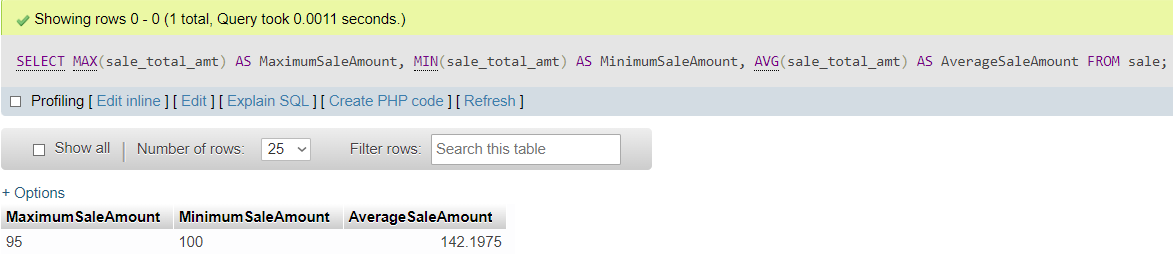 Showing rows 0 - 0 (1 total, Query took 0.0011 seconds.)
SELECT MAX(sale_total_amt) AS MaximumSaleAmount, MIN(sale_total_amt) AS MinimumSaleAmount, AVG(sale_total_amt) AS AverageSaleAmount FROM sale;
Profiling [ Edit inline ] [ Edit ] [ Explain SQL ] [ Create PHP code ] [ Refresh ]
Show all | Number of rows: 25 Filter rows: Search this table
+ Options
MaximumSaleAmount MinimumSaleAmount AverageSaleAmount
95 100 142.1975